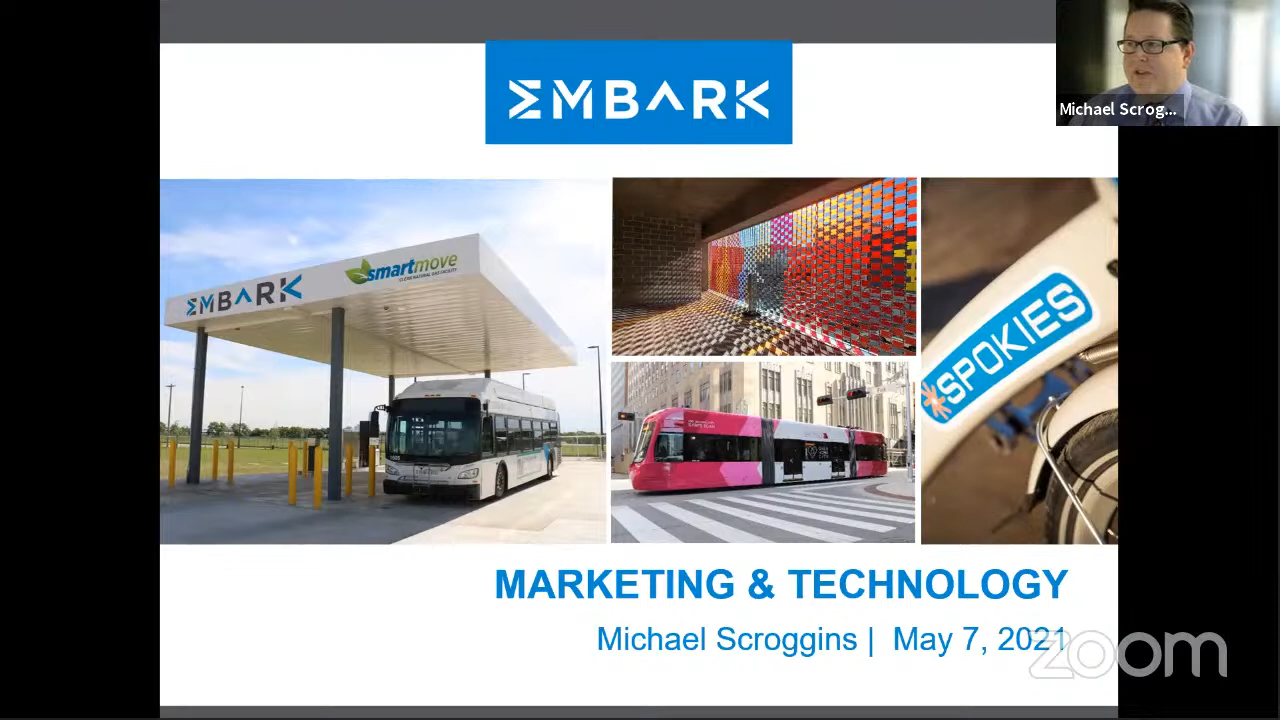 EMBARK
Michael Scrog...
EMBARK
smartmove
SPOKIES
MARKETING & TECHNOLOGY
Michael Scroggins | May 7, 2021
zoom